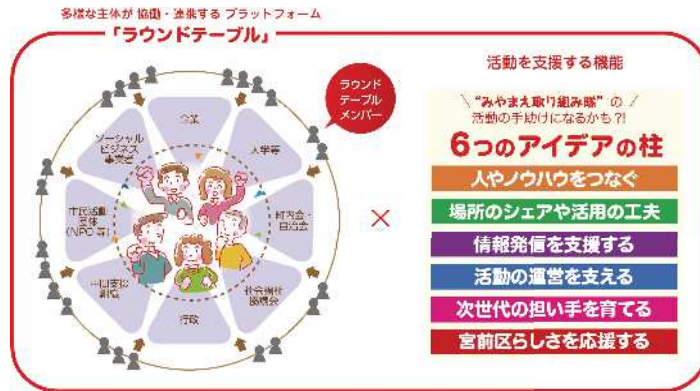 多様な主体が 協働・連携する プラットフォーム
「ラウンドテーブル」
ラウンド
テーブル
メンバー
企業
大学等
町内会・
自治会
社会福祉
協議会
行政
中間支援
組織
市民活動
団体
(NPO 等)
ソーシャル
ビジネス
事業者
×
活動を支援する機能
“みやまえ取り組み隊” の
活動の手助けになるかも?!
6つのアイデアの柱
人やノウハウをつなぐ
場所のシェアや活用の工夫
情報発信を支援する
活動の運営を支える
次世代の担い手を育てる
宮前区らしさを応援する